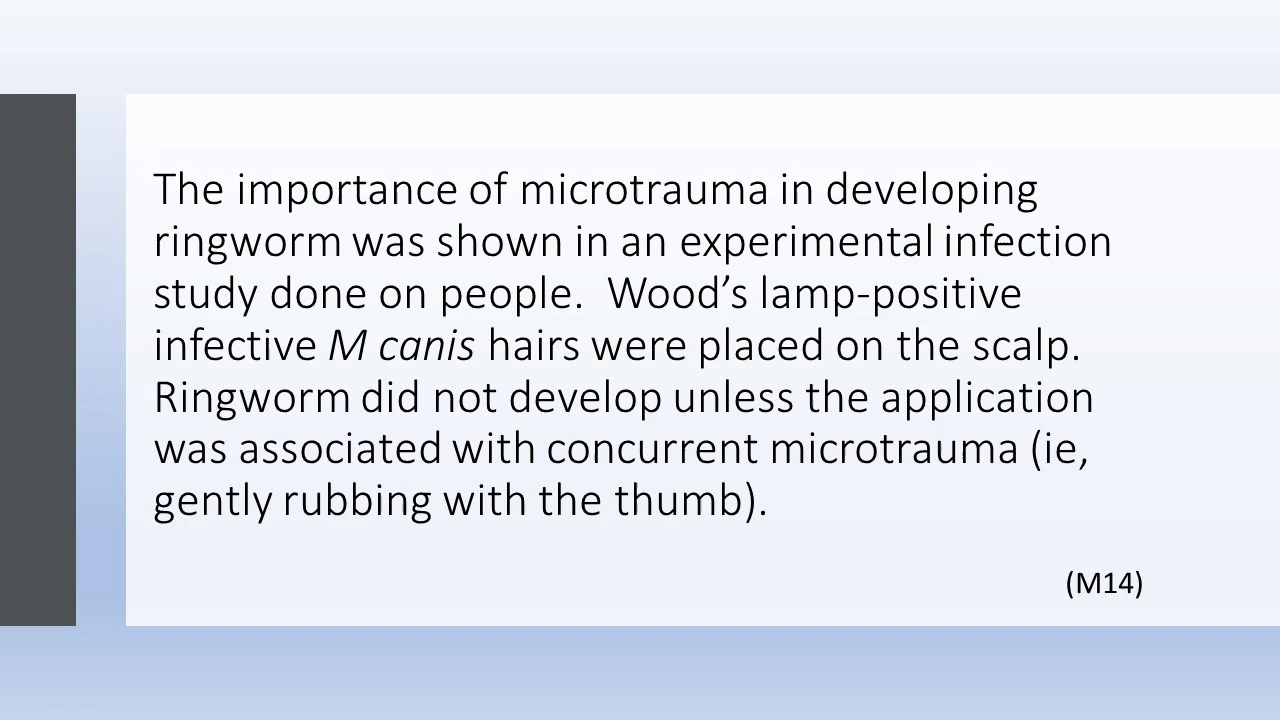 The importance of microtrauma in developing
ringworm was shown in an experimental infection
study done on people.  Wood’s lamp-positive
infective M canis hairs were placed on the scalp.
Ringworm did not develop unless the application
was associated with concurrent microtrauma (ie,
gently rubbing with the thumb).
(M14)